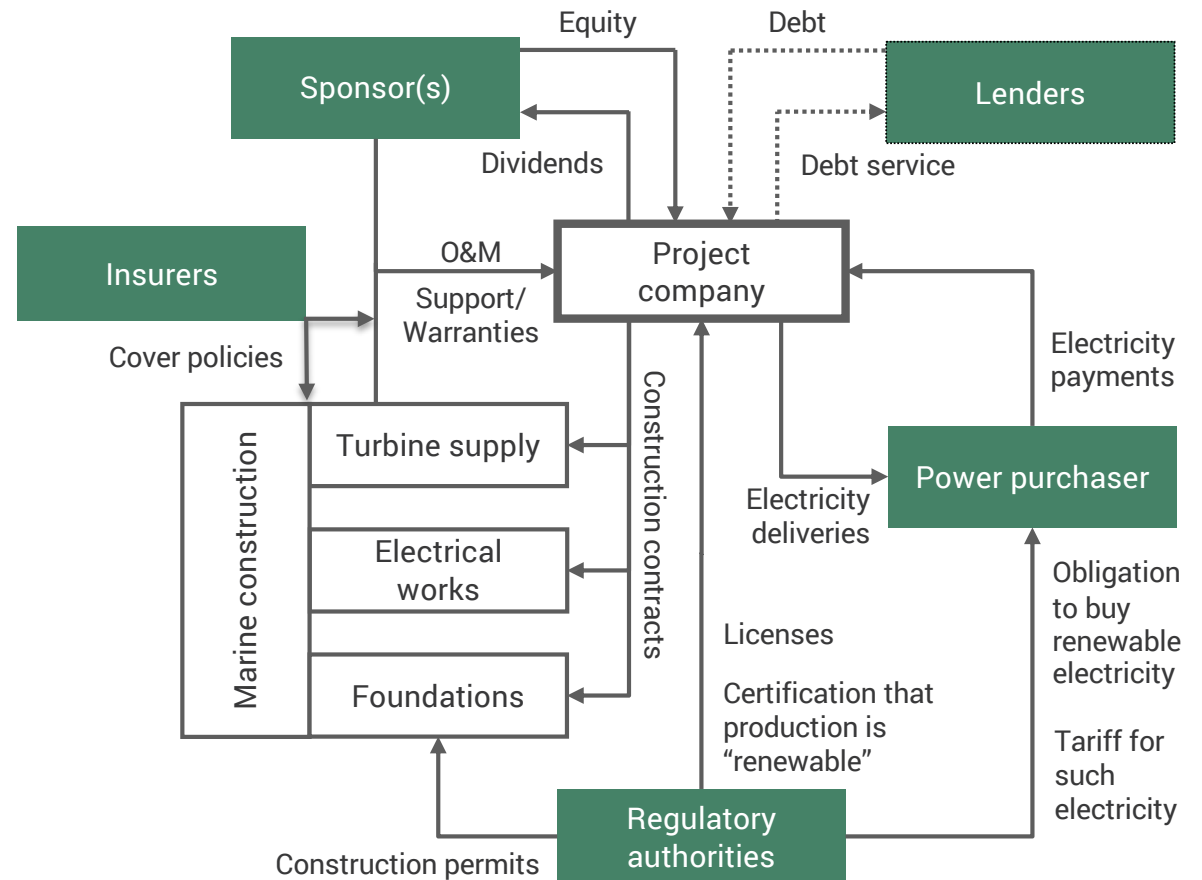 Equity
Debt
Sponsor(s)
Lenders
Dividends
Debt service
Insurers
O&M
Support/
Warranties
Project
company
Cover policies
Electricity
payments
Marine construction
Turbine supply
Construction contracts
Power purchaser
Electricity
deliveries
Electrical
works
Obligation
to buy
renewable
electricity
Licenses
Foundations
Certification that
production is
“renewable”
Tariff for
such
electricity
Regulatory
authorities
Construction permits